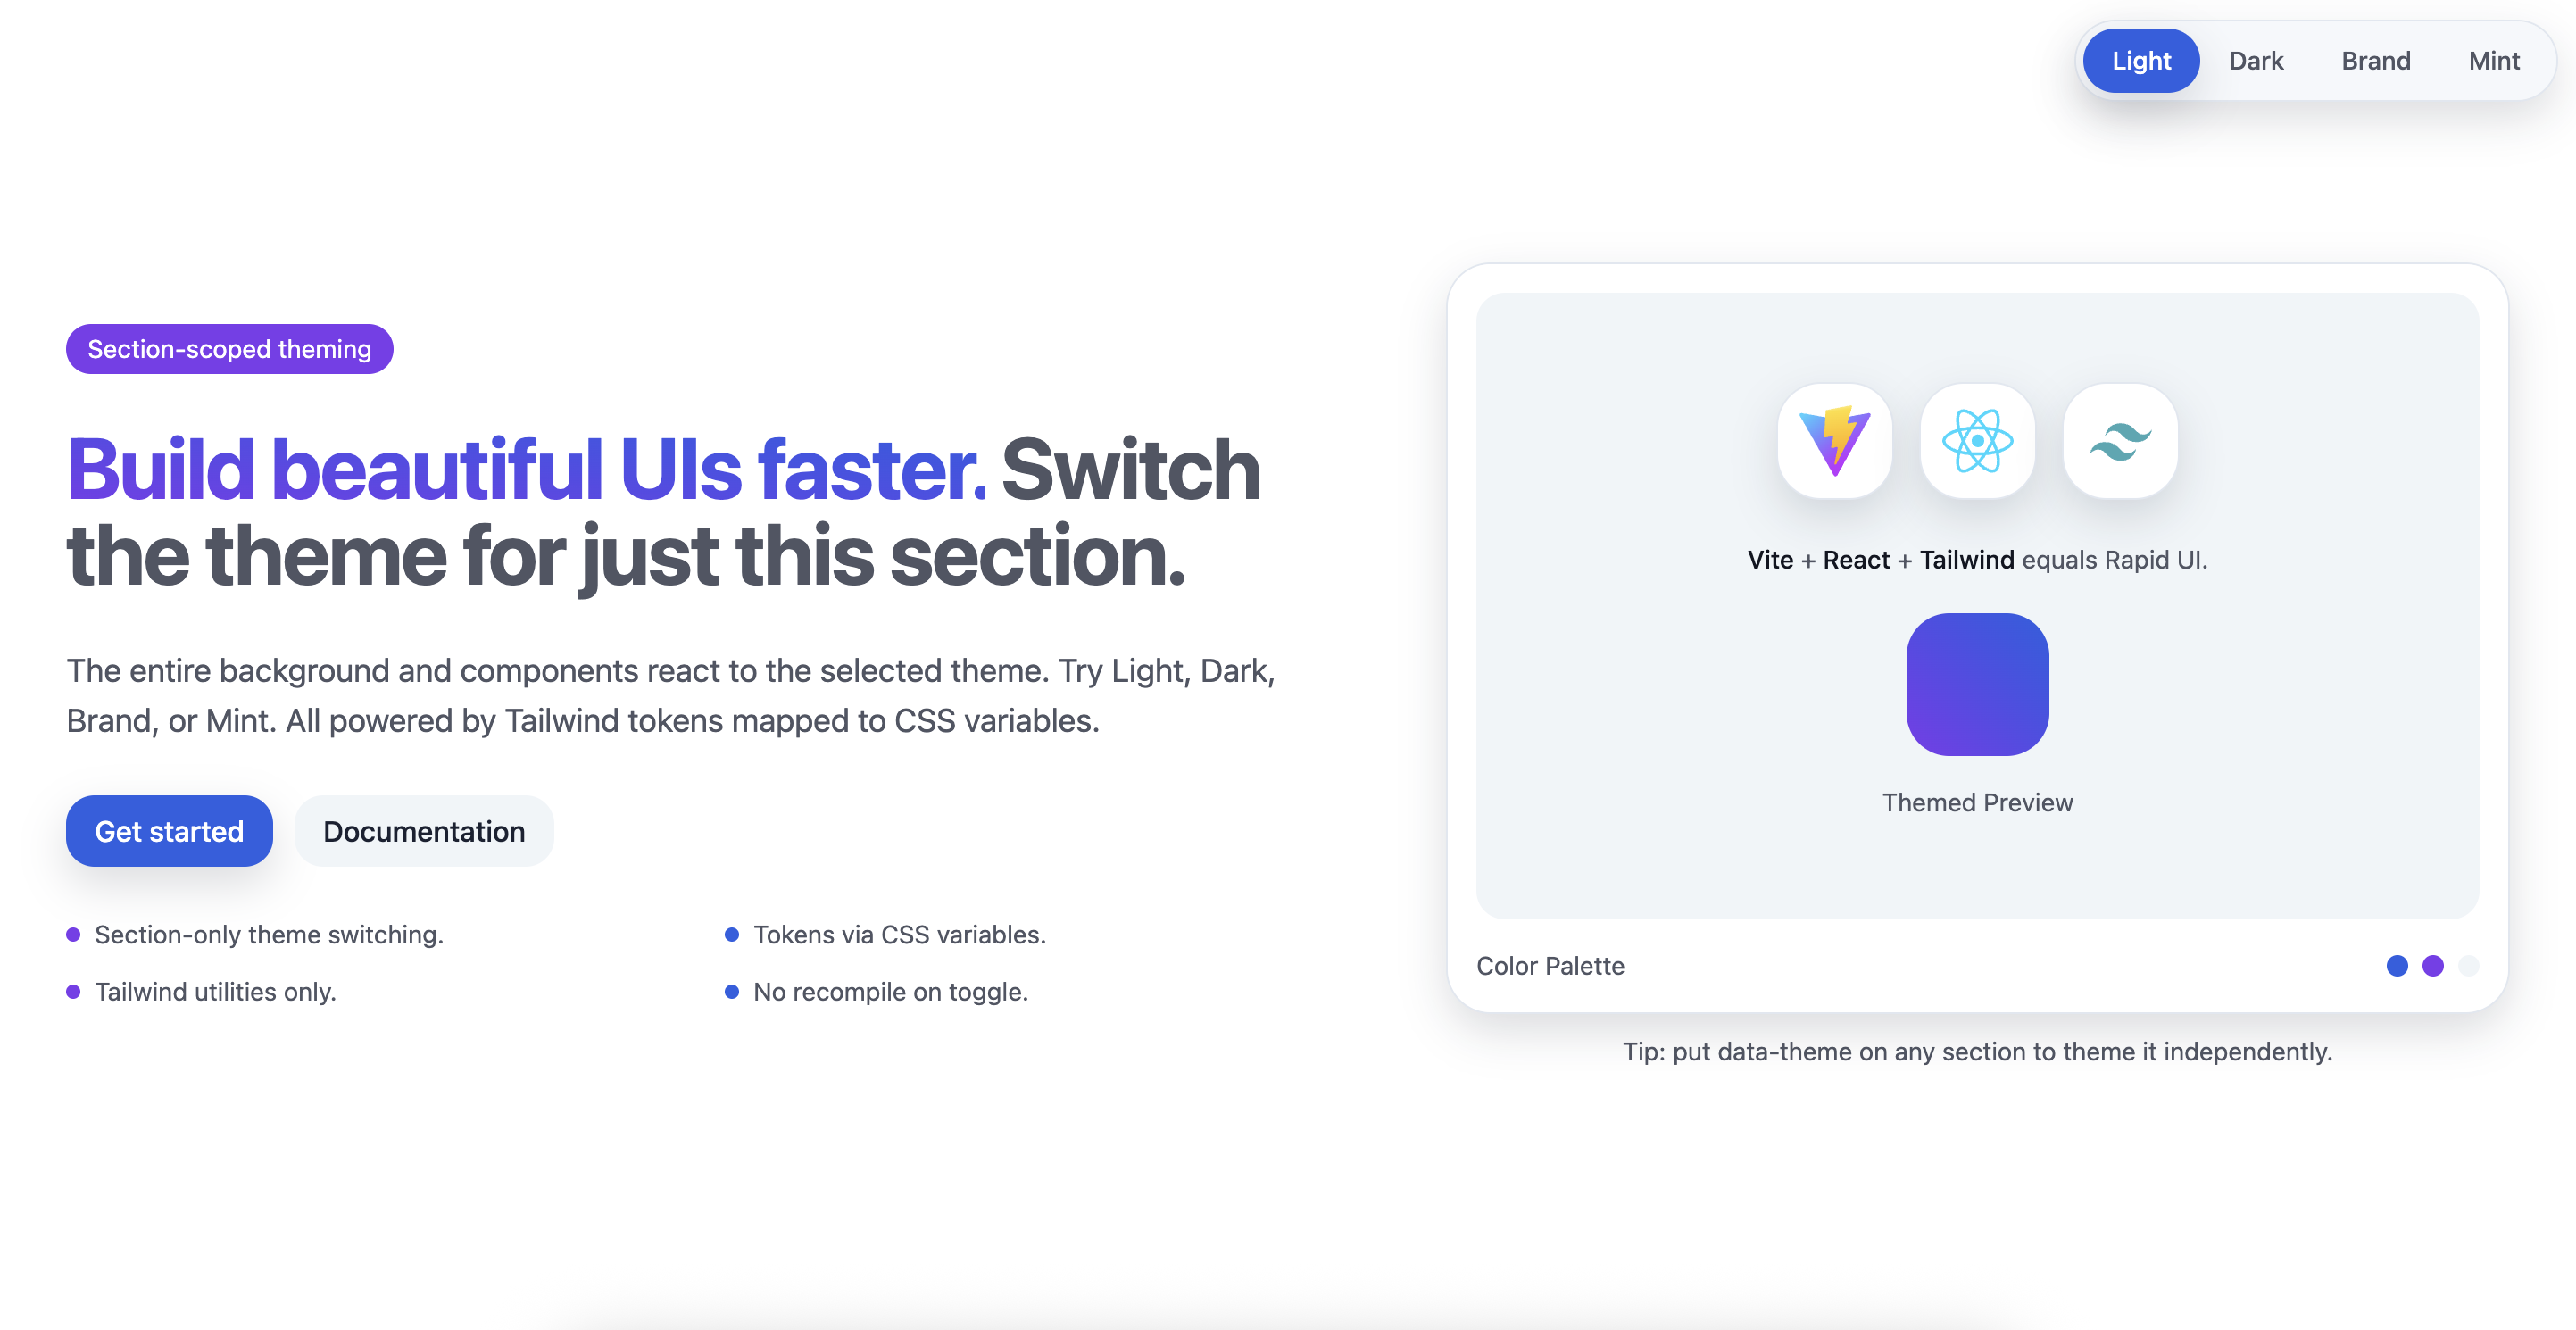 Light Dark Brand Mint
Section-scoped theming
Build beautiful UIs faster. Switch
the theme for just this section.
The entire background and components react to the selected theme. Try Light, Dark,
Brand, or Mint. All powered by Tailwind tokens mapped to CSS variables.
Get started Documentation
Section-only theme switching.
Tokens via CSS variables.
Tailwind utilities only.
No recompile on toggle.
Vite + React + Tailwind equals Rapid UI.
Themed Preview
Color Palette
Tip: put data-theme on any section to theme it independently.